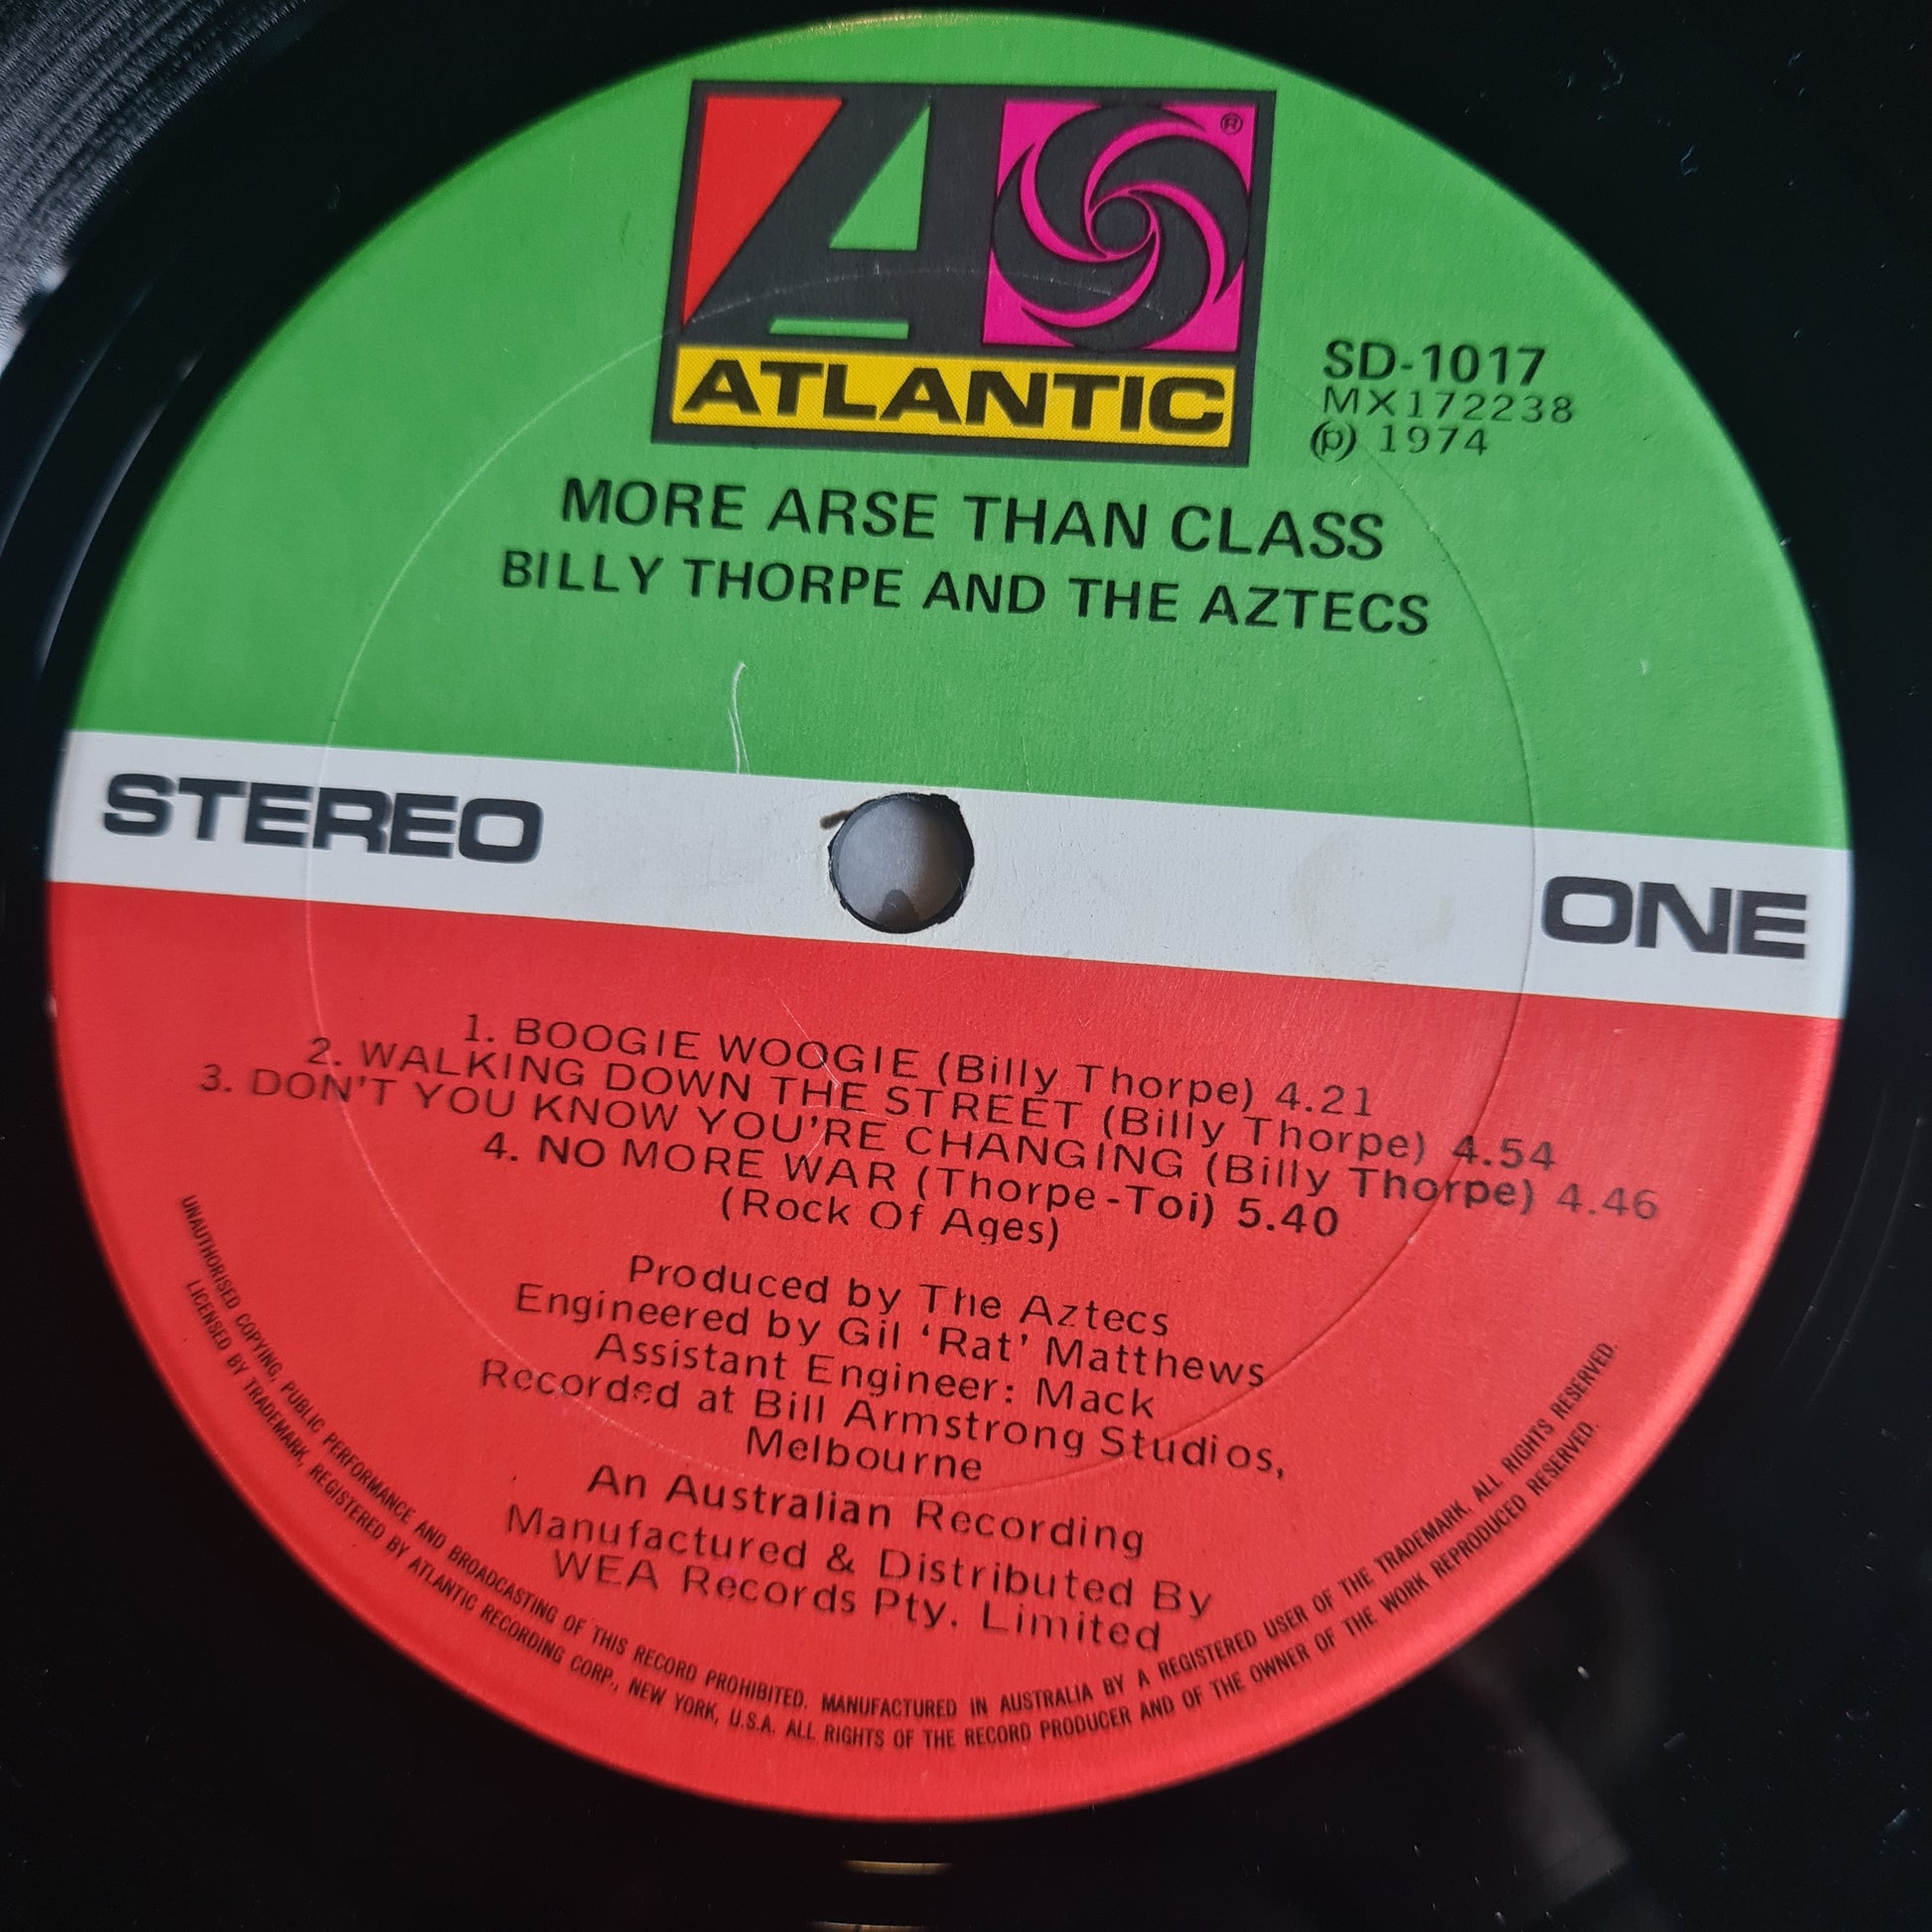 ®
ATLANTIC
SD-1017
MX172238
℗ 1974
MORE ARSE THAN CLASS
BILLY THORPE AND THE AZTECS
STEREO
ONE
1. BOOGIE WOOGIE (Billy Thorpe) 4.21
2. WALKING DOWN THE STREET (Billy Thorpe) 4.54
3. DON'T YOU KNOW YOU'RE CHANGING (Billy Thorpe) 4.46
4. NO MORE WAR (Thorpe-Toi) 5.40
(Rock Of Ages)
Produced by The Aztecs
Engineered by Gil ‘Rat’ Matthews
Assistant Engineer: Mack
Recorded at Bill Armstrong Studios,
Melbourne
An Australian Recording
Manufactured & Distributed By
WEA Records Pty. Limited
UNAUTHORISED COPYING, PUBLIC PERFORMANCE AND BROADCASTING OF THIS RECORD PROHIBITED. MANUFACTURED IN AUSTRALIA BY A REGISTERED USER OF THE TRADEMARK. ALL RIGHTS RESERVED.
LICENSED BY TRADEMARK, REGISTERED BY ATLANTIC RECORDING CORP., NEW YORK, U.S.A. ALL RIGHTS OF THE RECORD PRODUCER AND OF THE OWNER OF THE WORK REPRODUCED RESERVED.